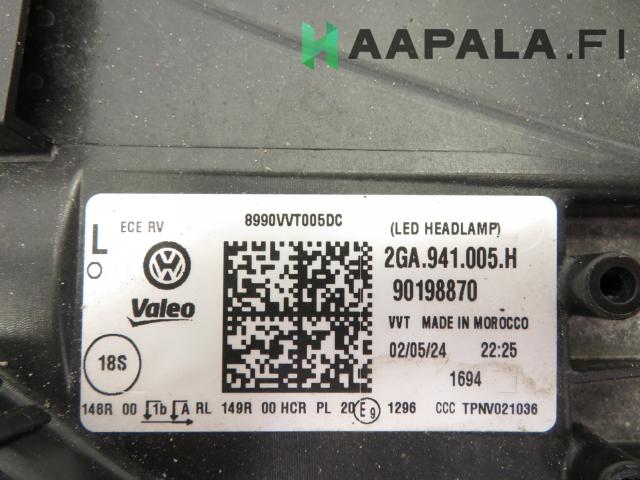 HAAPALA.FI
L ECE RV 8990VVT005DC (LED HEADLAMP)
2GA.941.005.H
90198870
Valeo
VVT MADE IN MOROCCO
02/05/24 22:25
18S
1694
148R 00 1b A RL 149R 00 HCR PL 20 E9 1296 CCC TPNV021036